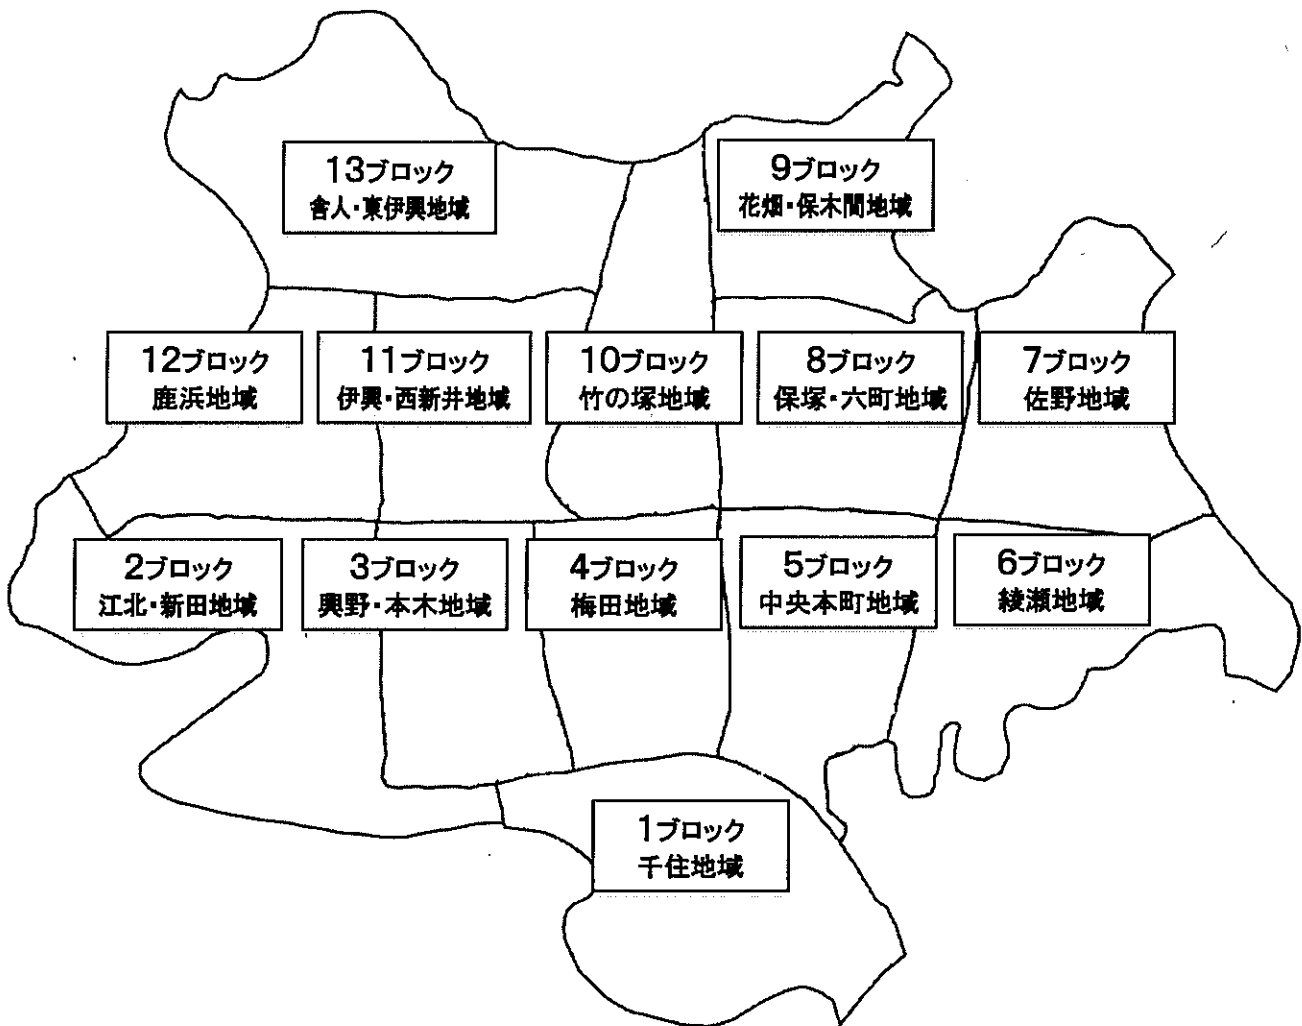 13ブロック
舎人・東伊興地域
9ブロック
花畑・保木間地域
12ブロック
鹿浜地域
11ブロック
伊興・西新井地域
10ブロック
竹の塚地域
8ブロック
保塚・六町地域
7ブロック
佐野地域
2ブロック
江北・新田地域
3ブロック
興野・本木地域
4ブロック
梅田地域
5ブロック
中央本町地域
6ブロック
綾瀬地域
1ブロック
千住地域